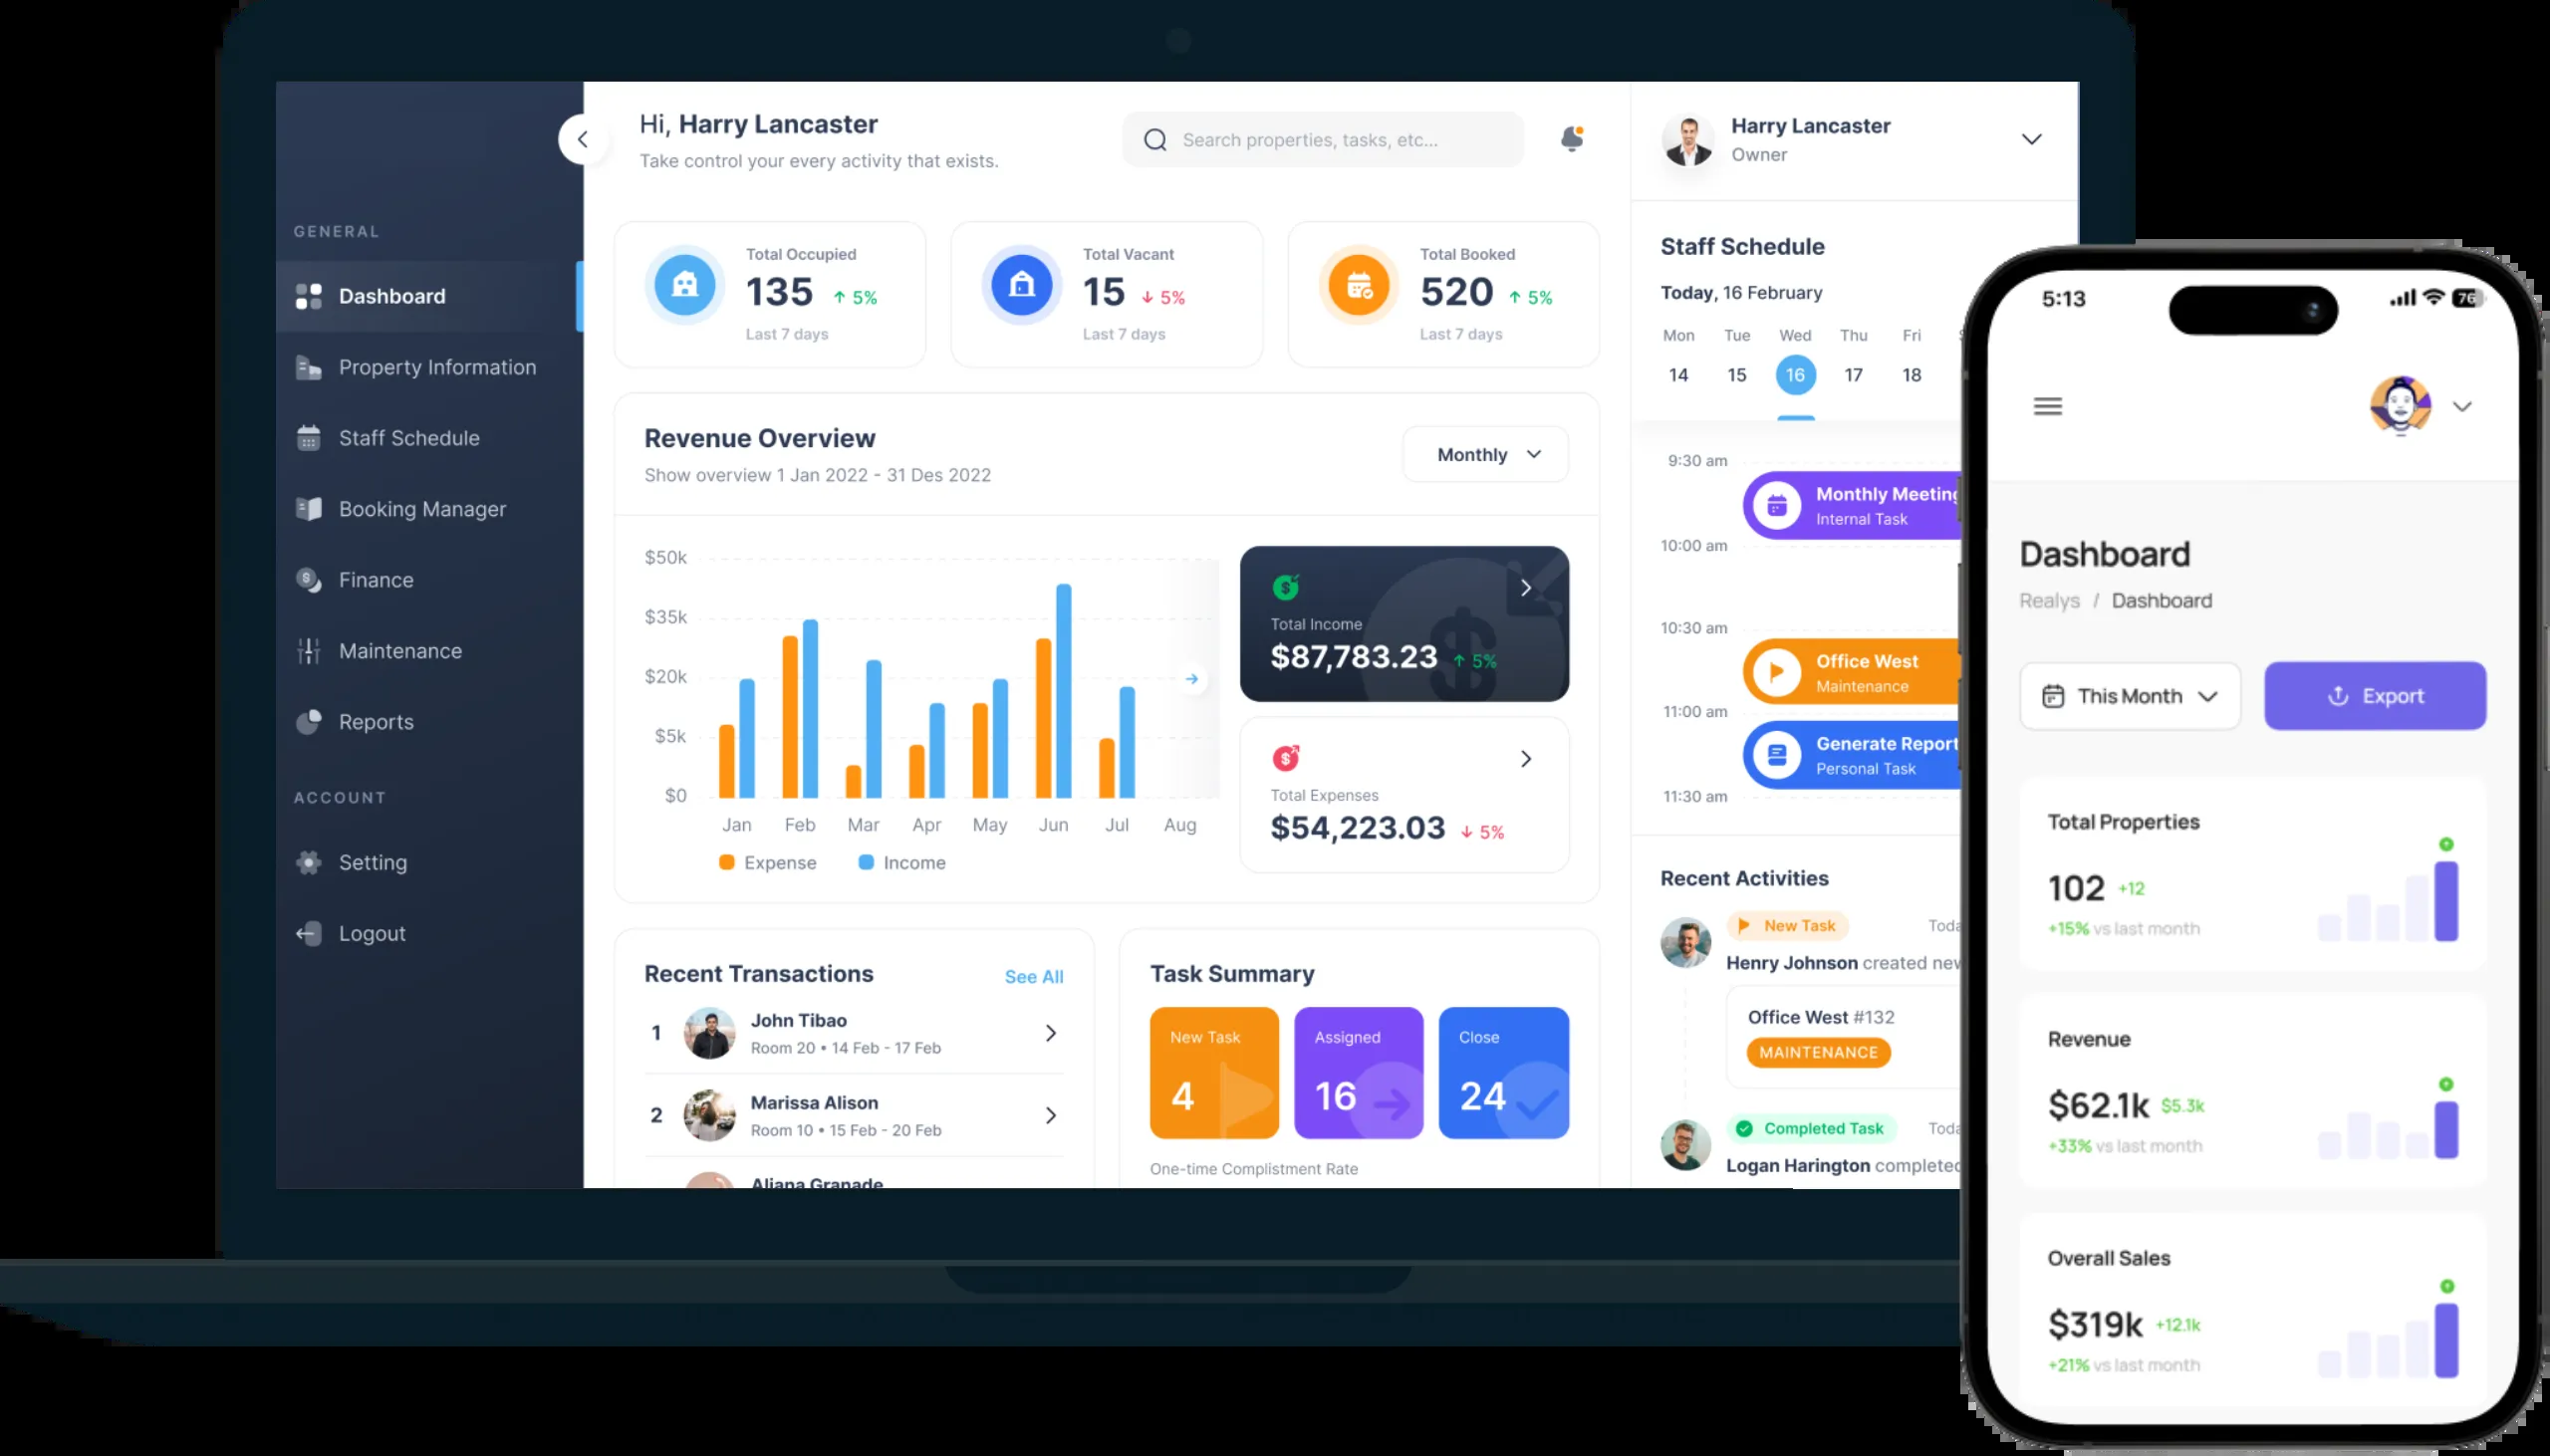 GENERAL
Dashboard
Property Information
Staff Schedule
Booking Manager
Finance
Maintenance
Reports
ACCOUNT
Setting
Logout
Hi, Harry Lancaster
Take control your every activity that exists.
Search properties, tasks, etc...
Total Occupied
135 5%
Last 7 days
Total Vacant
15 5%
Last 7 days
Total Booked
520 5%
Last 7 days
Revenue Overview
Show overview 1 Jan 2022 - 31 Des 2022
Monthly
$50k
$35k
$20k
$5k
$0
Jan Feb Mar Apr May Jun Jul Aug
Expense Income
Total Income
$87,783.23 5%
Total Expenses
$54,223.03 5%
Recent Transactions
See All
1
John Tibao
Room 20 • 14 Feb - 17 Feb
2
Marissa Alison
Room 10 • 15 Feb - 20 Feb
Aliana Granade
Task Summary
New Task
4
Assigned
16
Close
24
One-time Complistment Rate
Harry Lancaster
Owner
Staff Schedule
Today, 16 February
Mon Tue Wed Thu Fri
14 15 16 17 18
9:30 am
Monthly Meeting
Internal Task
10:00 am
10:30 am
Office West
Maintenance
11:00 am
Generate Report
Personal Task
11:30 am
Recent Activities
New Task
Toda
Henry Johnson created new
Office West #132
MAINTENANCE
Completed Task
Toda
Logan Harington completed
5:13
76
Dashboard
Realys / Dashboard
This Month
Export
Total Properties
102 +12
+15% vs last month
Revenue
$62.1k $5.3k
+33% vs last month
Overall Sales
$319k +12.1k
+21% vs last month